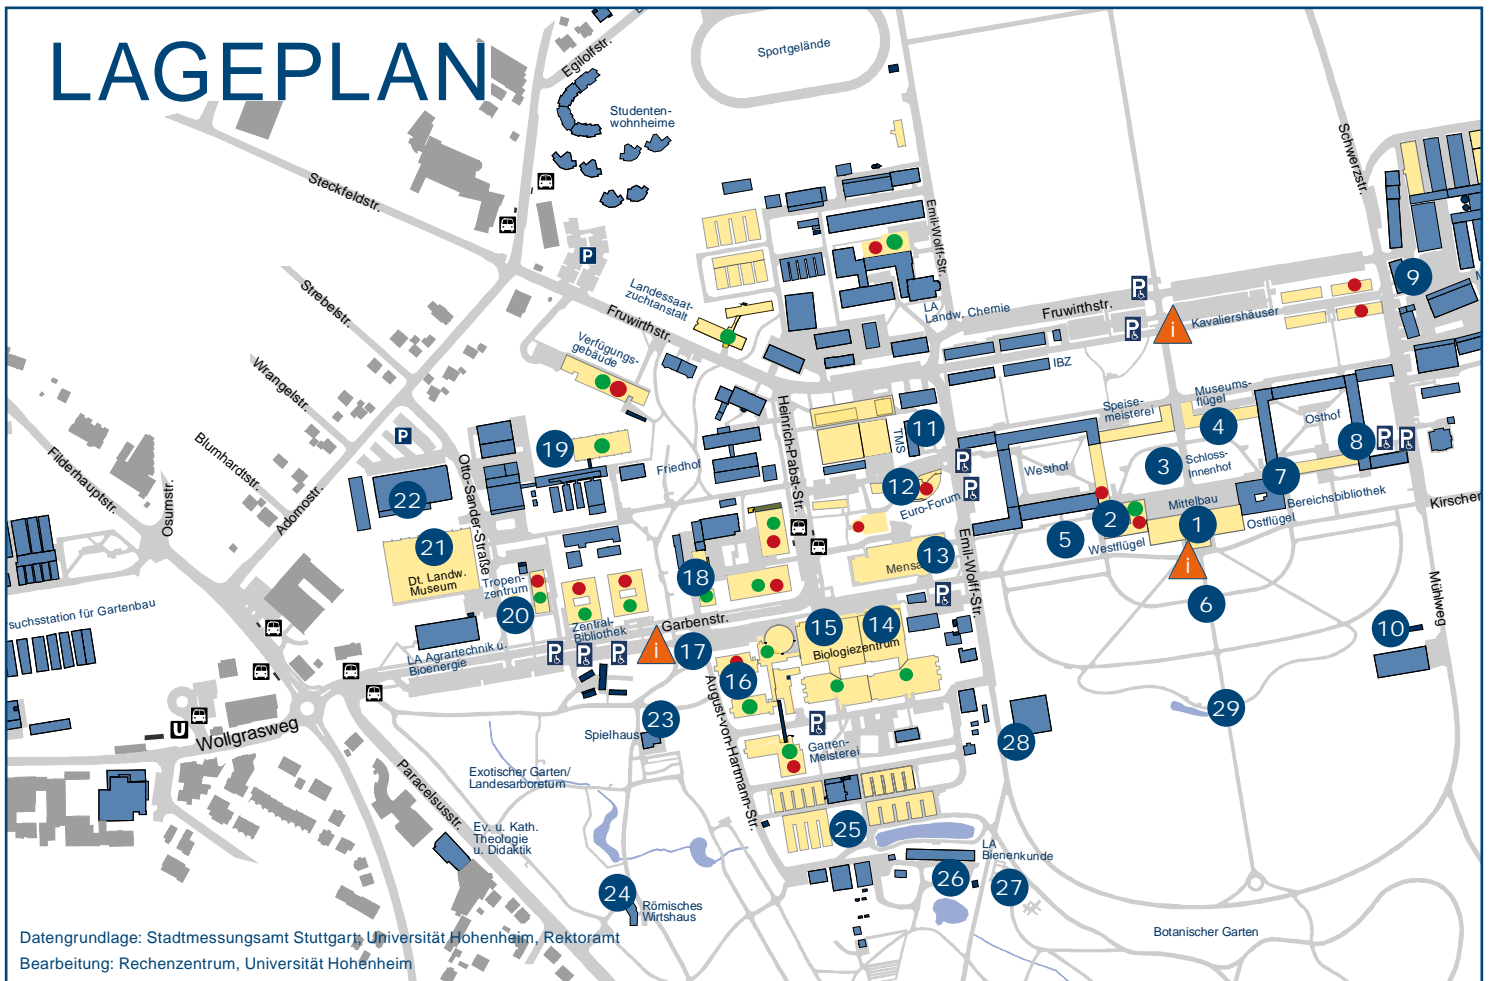 LAGEPLAN
Sportgelände
Egilolfstr.
Studenten-
wohnheime
Steckfeldstr.
Schwerzstr.
Emil-Wolff-Str.
P
Landessaat-
zuchtanstalt
9
Strebelstr.
Fruwirthstr.
LA
Landw. Chemie
Fruwirthstr.
P
P
i
Kavaliershäuser
Verfügungs-
gebäude
IBZ
Wrangelstr.
Museums-
flügel
Speise-
meisterei
Heinrich-Pabst-Str.
TMS
11
4
Osthof
8
P
P
P
Blumhardtstr.
Filderhauptstr.
Otto-Sander-Straße
19
Friedhof
Westhof
P
3
Schloss-
Innenhof
7
Osumstr.
Adornostr.
22
12
Euro-Forum
P
Mittelbau
Bereichsbibliothek
Kirschen
2
1
Ostflügel
5
Westflügel
21
Dt. Landw.
Museum
13
Mensa
Emil-Wolff-Str.
i
Tropen-
zentrum
18
20
6
Mühlweg
suchsstation für Gartenbau
Zentral-
Bibliothek
Garbenstr.
P
15
14
Biologiezentrum
10
LA Agrartechnik u.
Bioenergie
P
P
P
i
17
16
August-von-Hartmann-Str.
U
Wollgrasweg
23
Spielhaus
P
Garten-
Meisterei
28
29
Paracelsusstr.
Exotischer Garten/
Landesarboretum
Ev. u. Kath.
Theologie
u. Didaktik
25
LA
Bienenkunde
26
27
24
Römisches
Wirtshaus
Botanischer Garten
Datengrundlage: Stadtmessungsamt Stuttgart; Universität Hohenheim, Rektoramt
Bearbeitung: Rechenzentrum, Universität Hohenheim